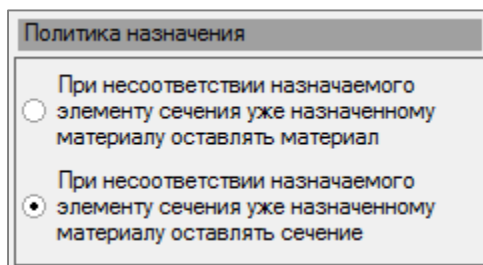 Политика назначения
При несоответствии назначаемого
элементу сечения уже назначенному
материалу оставлять материал
При несоответствии назначаемого
элементу сечения уже назначенному
материалу оставлять сечение